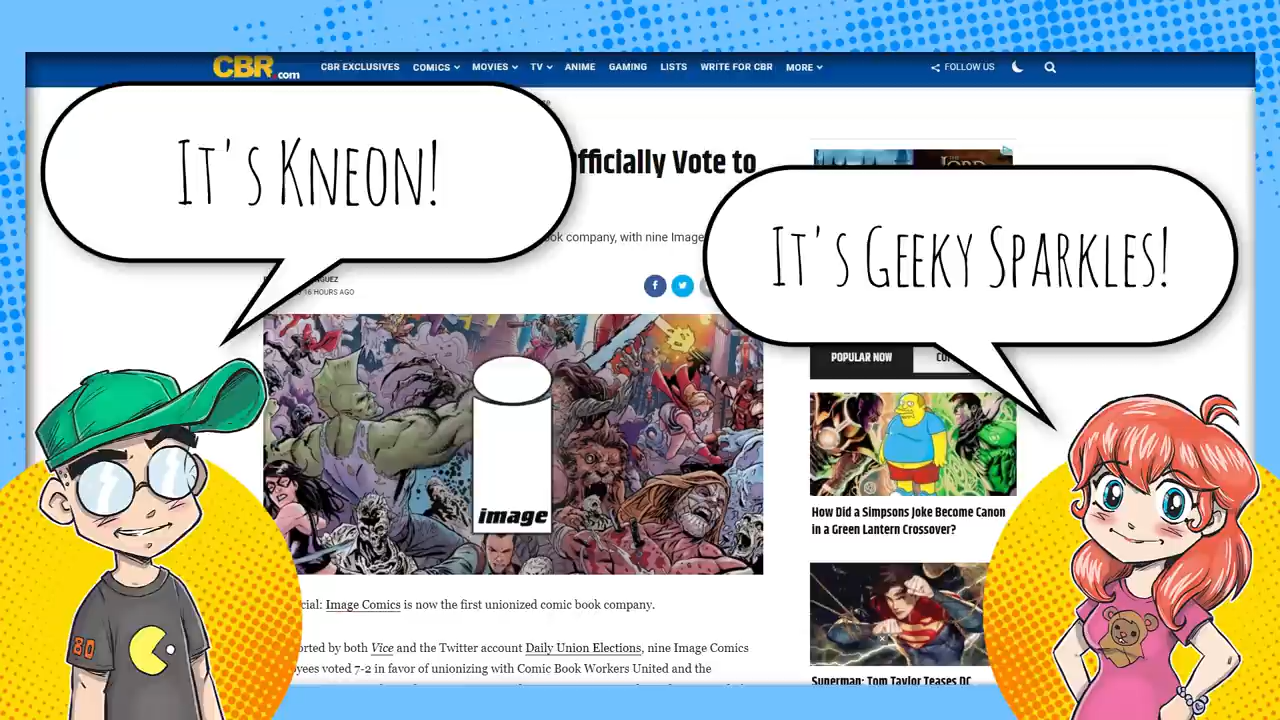 CBR.com
CBR EXCLUSIVES COMICS MOVIES TV ANIME GAMING LISTS WRITE FOR CBR MORE FOLLOW US
It's Kneon!
fficially Vote to
It's Geeky Sparkles!
ook company, with nine Image
16 HOURS AGO
POPULAR NOW
image
How Did a Simpsons Joke Become Canon
in a Green Lantern Crossover?
80
cial: Image Comics is now the first unionized comic book company.
orted by both Vice and the Twitter account Daily Union Elections, nine Image Comics
yees voted 7-2 in favor of unionizing with Comic Book Workers United and the
Superman: Tom Taylor Teases DC